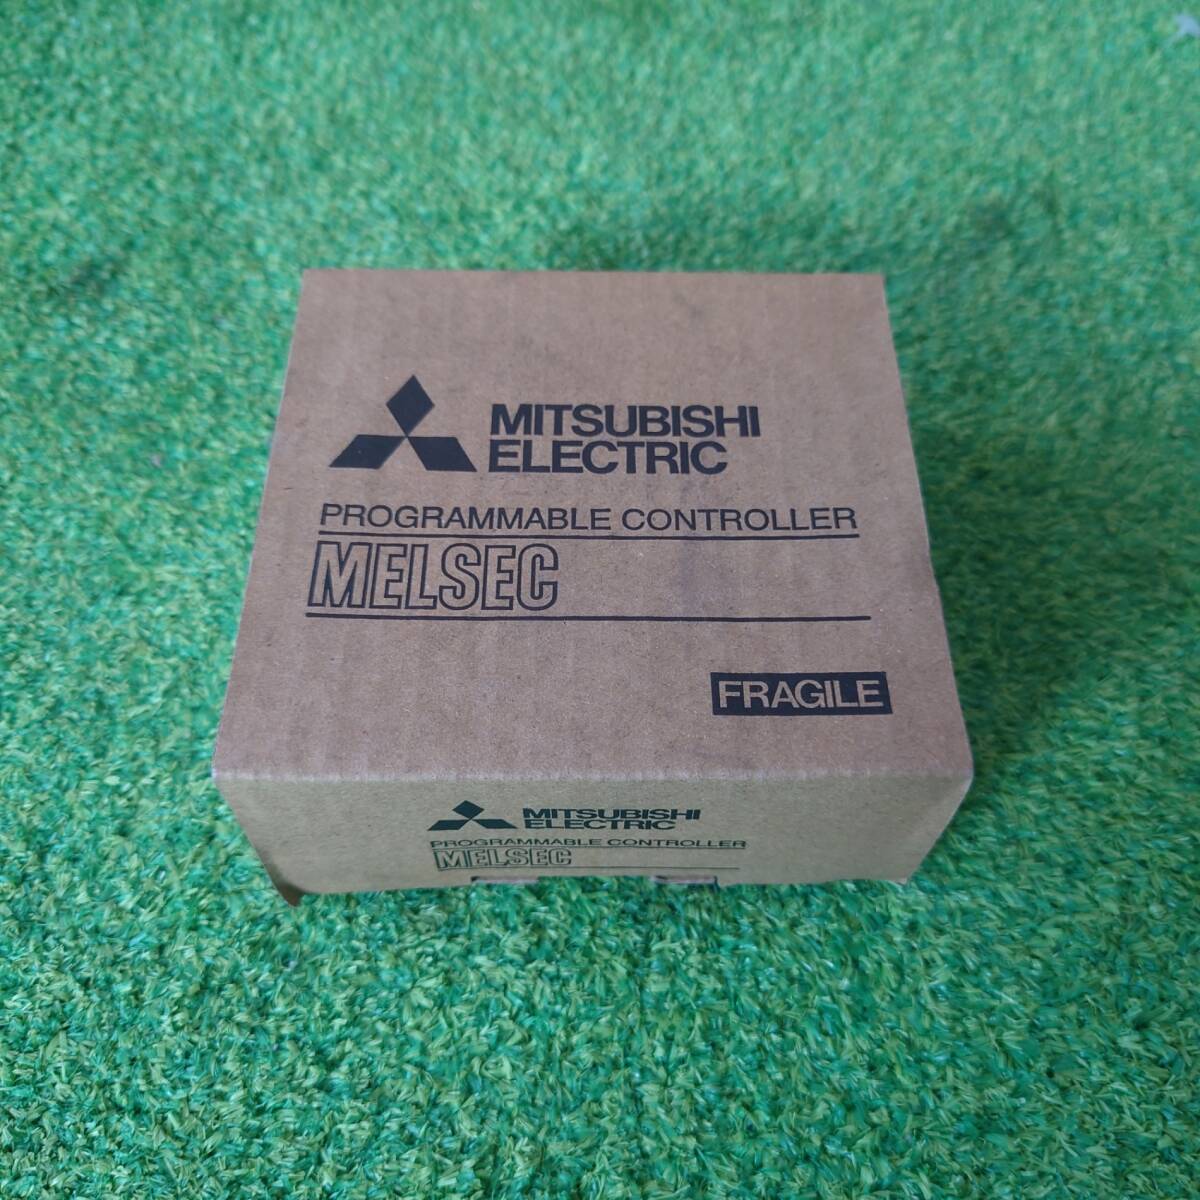 MITSUBISHI
ELECTRIC
PROGRAMMABLE CONTROLLER
MELSEC
FRAGILE
MITSUBISHI
ELECTRIC
PROGRAMMABLE CONTROLLER
MELSEC